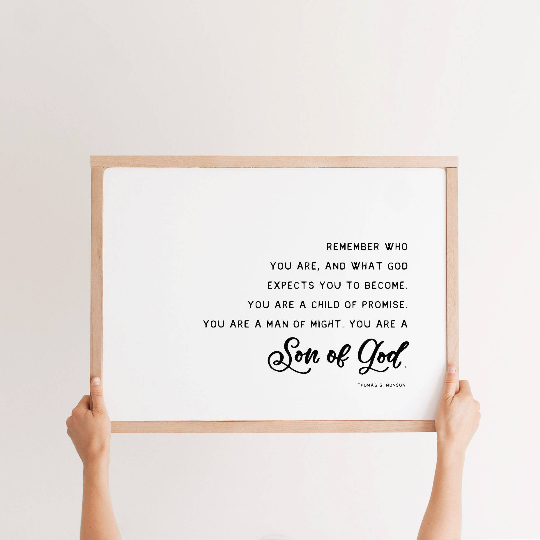 REMEMBER WHO
YOU ARE, AND WHAT GOD
EXPECTS YOU TO BECOME.
YOU ARE A CHILD OF PROMISE.
YOU ARE A MAN OF MIGHT. YOU ARE A
Son of God.
THOMAS S. MONSON